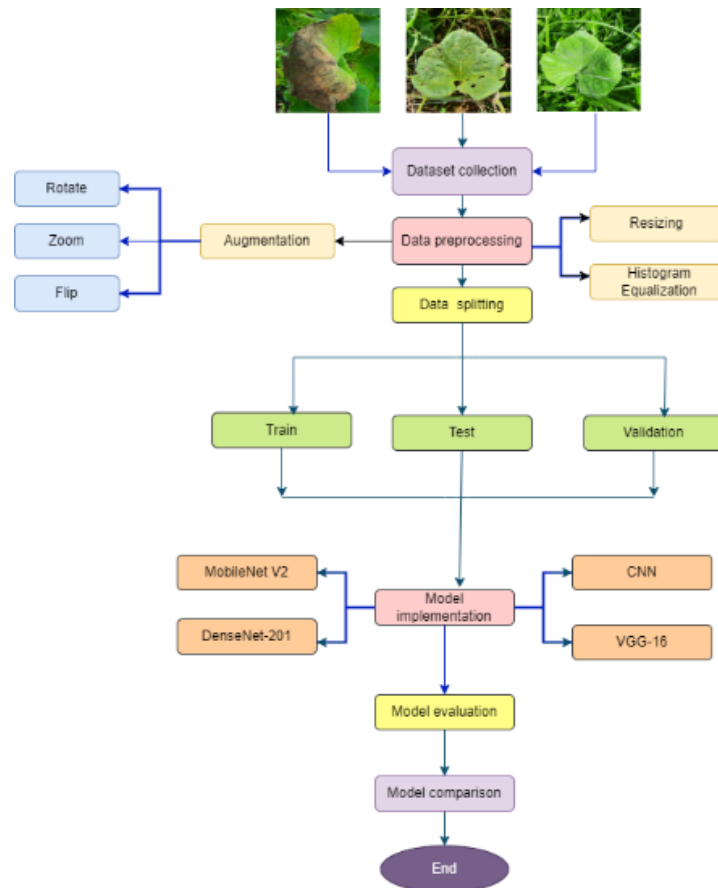 Dataset collection
Rotate
Zoom
Flip
Augmentation
Data preprocessing
Resizing
Histogram
Equalization
Data splitting
Train
Test
Validation
MobileNet V2
DenseNet-201
Model
implementation
CNN
VGG-16
Model evaluation
Model comparison
End